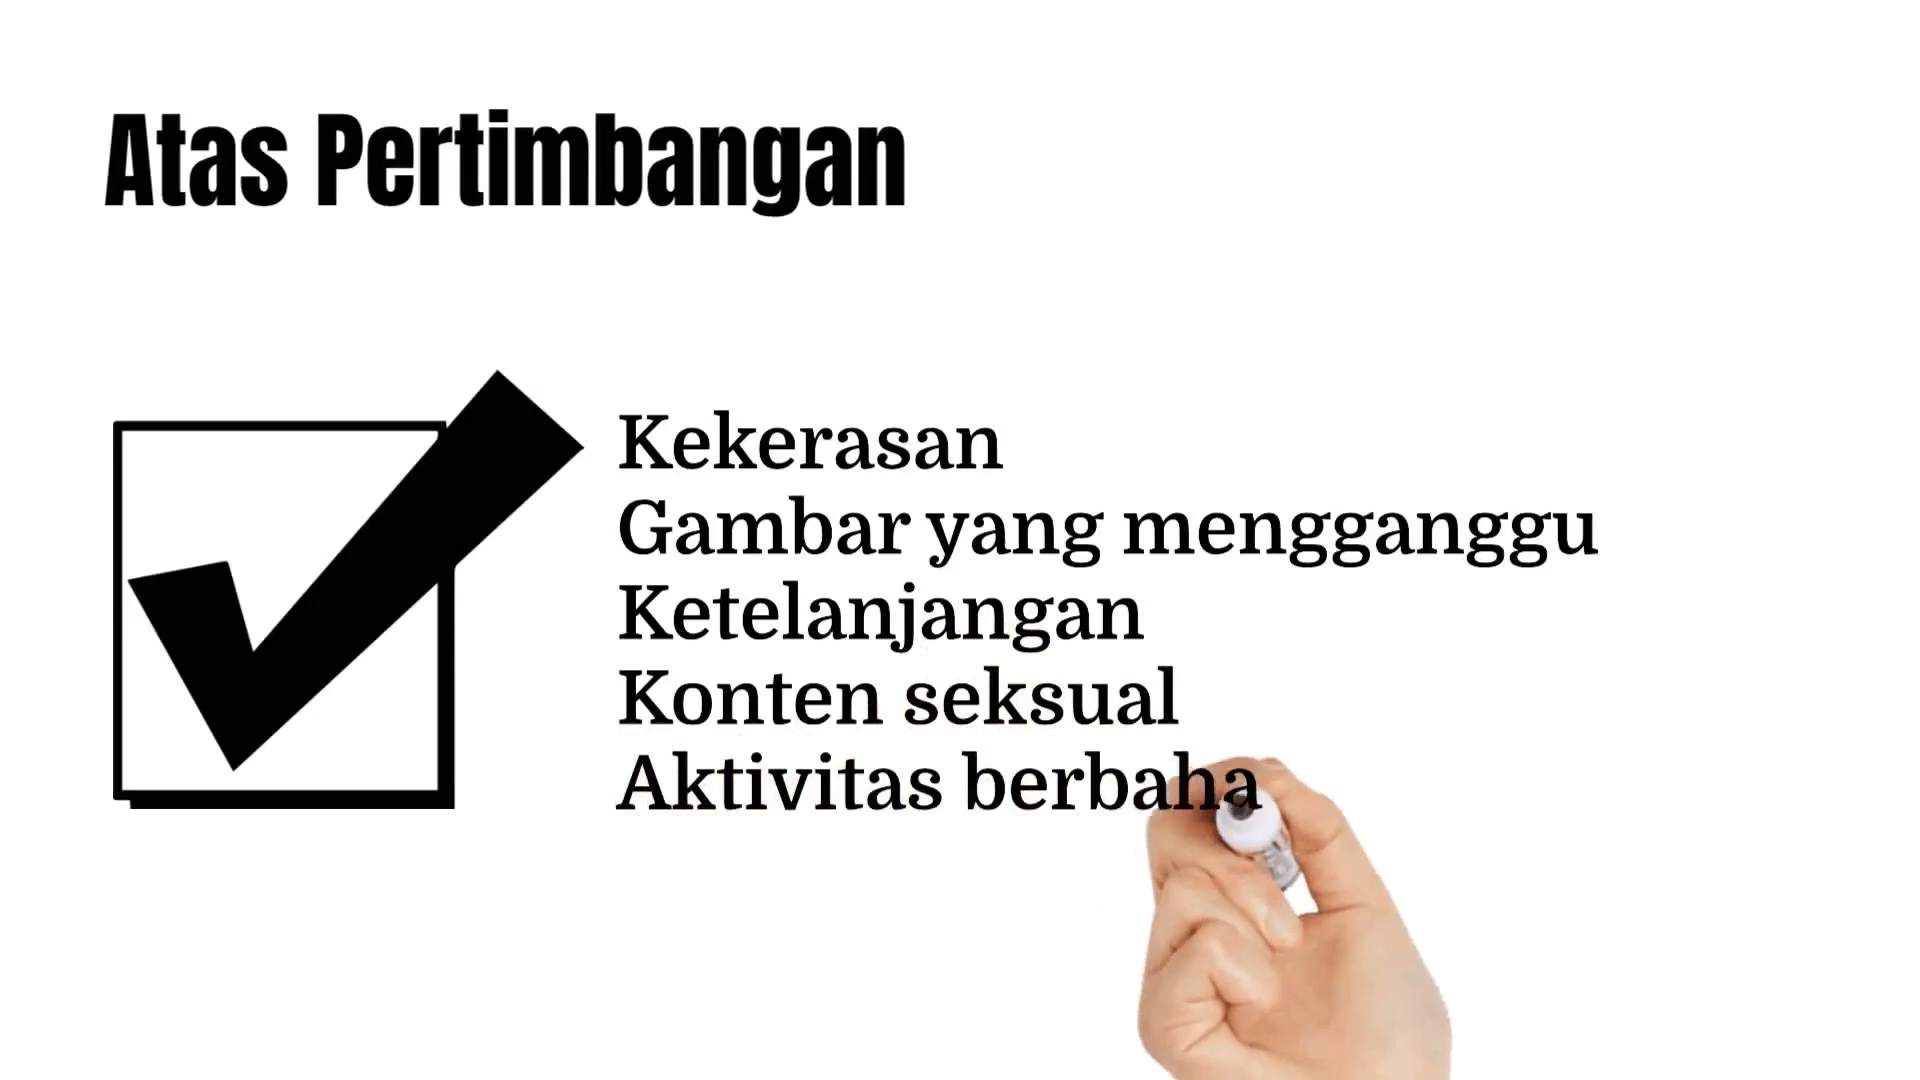 Atas Pertimbangan
Kekerasan
Gambar yang mengganggu
Ketelanjangan
Konten seksual
Aktivitas berbaha